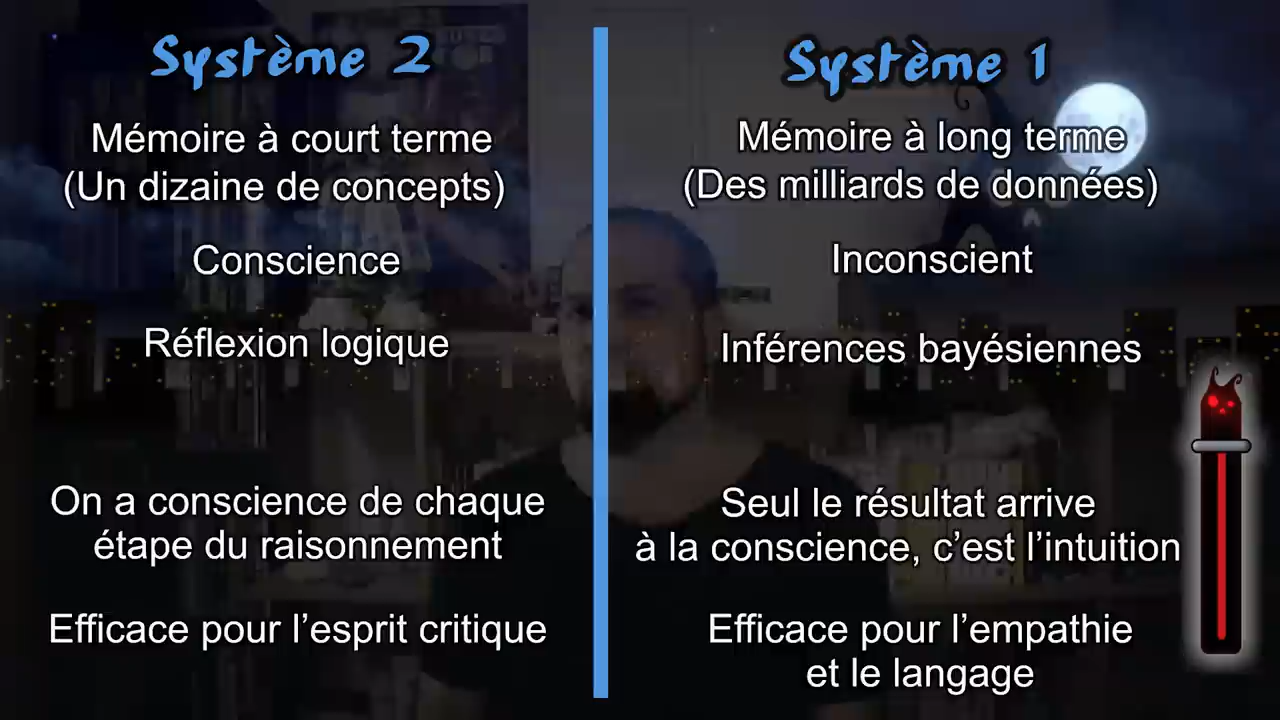 Système 2
Mémoire à court terme
(Un dizaine de concepts)
Conscience
Réflexion logique
On a conscience de chaque
étape du raisonnement
Efficace pour l'esprit critique
Système 1
Mémoire à long terme
(Des milliards de données)
Inconscient
Inférences bayésiennes
Seul le résultat arrive
à la conscience, c'est l'intuition
Efficace pour l'empathie
et le langage